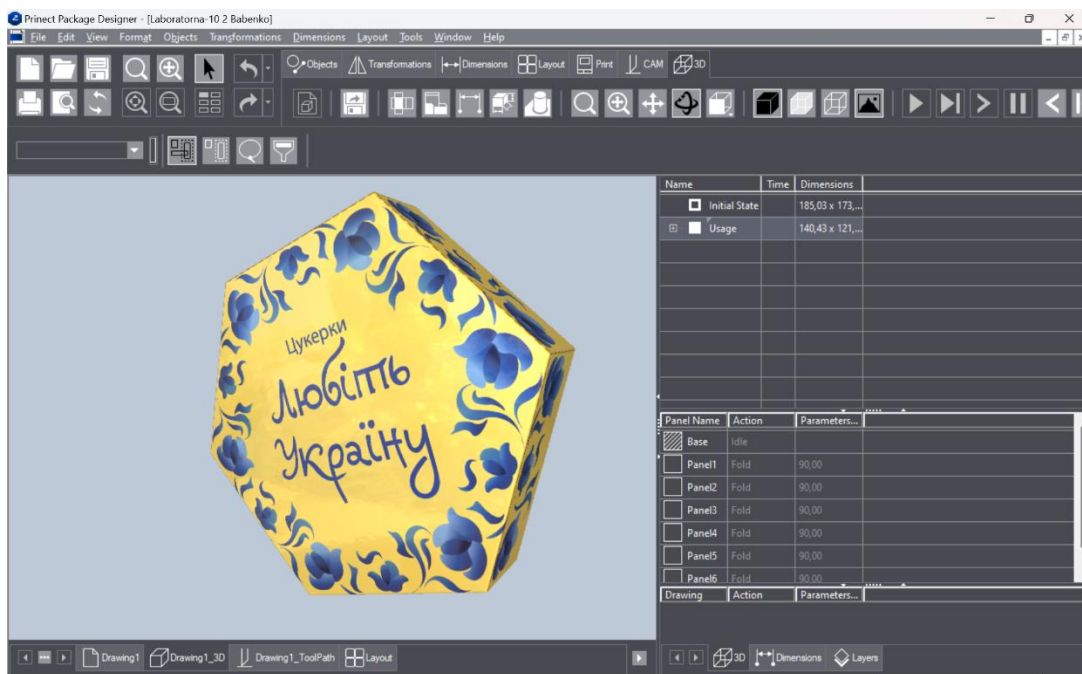 Prinect Package Designer - [Laboratorna-10 2 Babenko]
File Edit View Format Objects Transformations Dimensions Layout Tools Window Help
Objects Transformations Dimensions Layout Print CAM 3D
Name Time Dimensions
Initial State 185,03 x 173,...
Usage 140,43 x 121,...
Цукерки
Любіть
Україну
Panel Name Action Parameters...
Base Idle
Panel1 Fold 90,00
Panel2 Fold 90,00
Panel3 Fold 90,00
Panel4 Fold 90,00
Panel5 Fold 90,00
Panel6 Fold 90,00
Drawing Action Parameters...
Drawing1 Drawing1_3D Drawing1_ToolPath Layout
3D Dimensions Layers